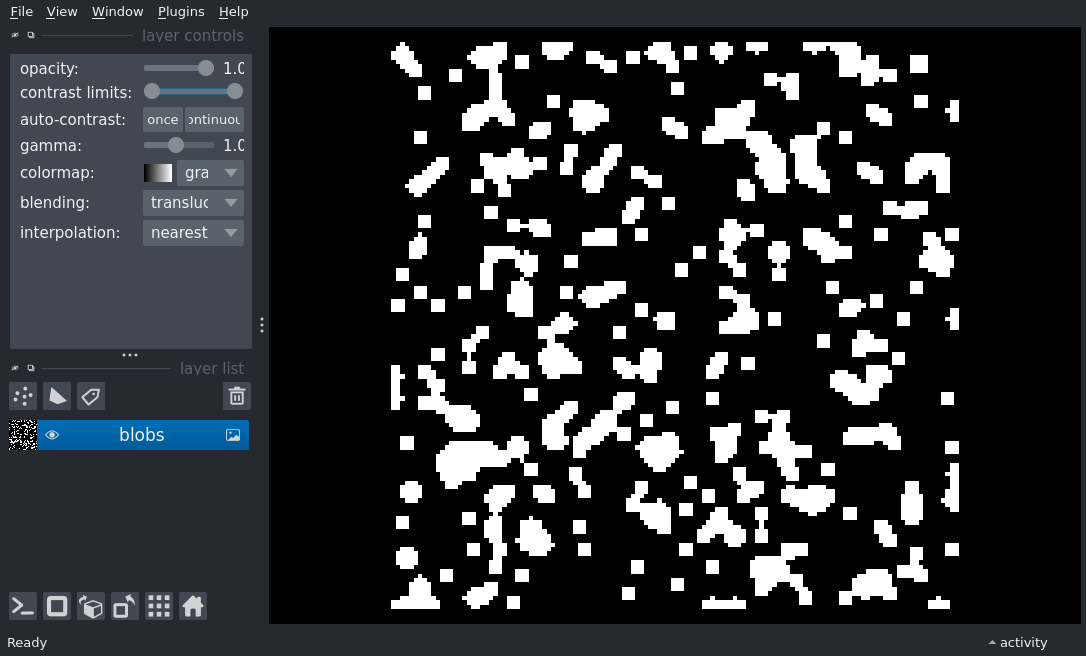 File View Window Plugins Help
layer controls
opacity: 1.0
contrast limits:
auto-contrast: once ontinuou
gamma: 1.0
colormap: gra
blending: transluc
interpolation: nearest
layer list
blobs
Ready
activity